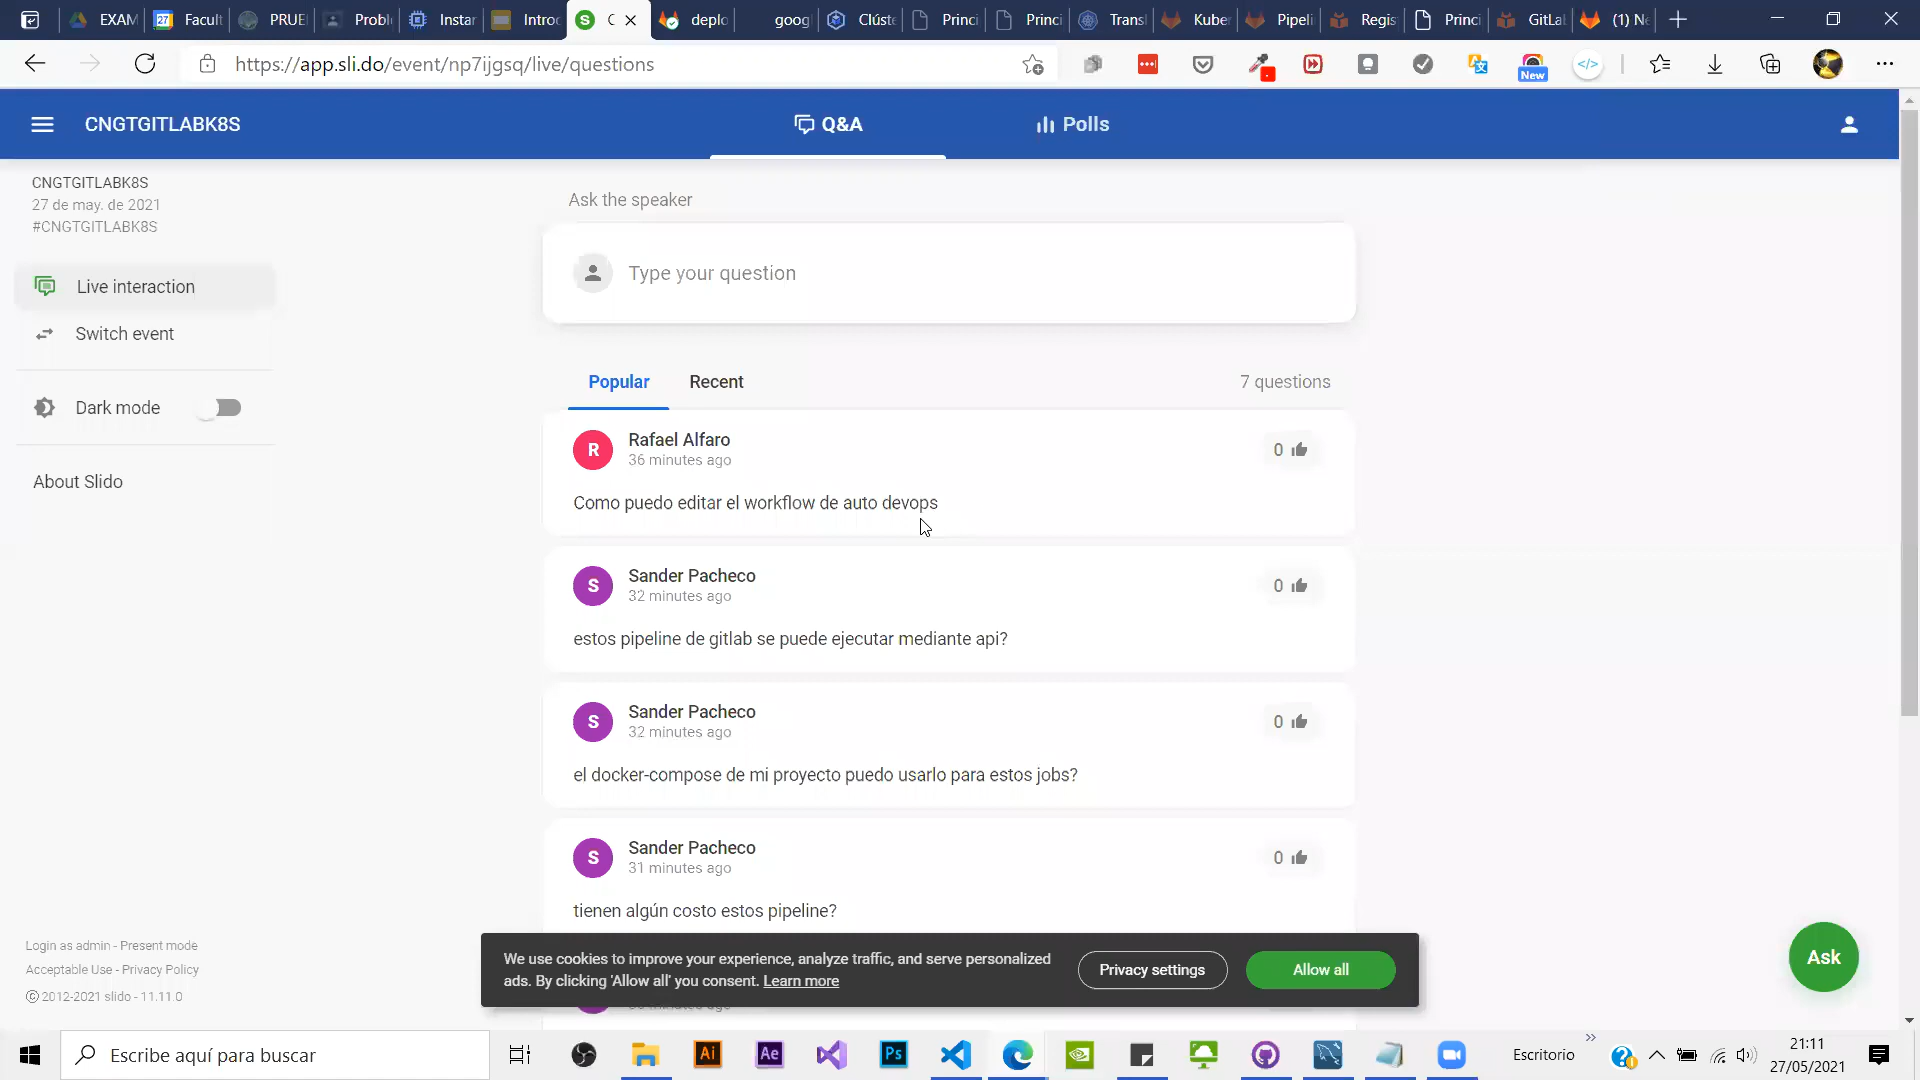 EXAM
27
Facult
PRUE
Probl
Instar
Introc
S
C
deplo
goog
Clúste
Princi
Princi
Transl
Kuber
Pipeli
Regis
Princi
GitLa
(1) Ne
https://app.sli.do/event/np7ijgsq/live/questions
New
CNGTGITLABK8S
Q&A
Polls
CNGTGITLABK8S
27 de may. de 2021
#CNGTGITLABK8S
Live interaction
Switch event
Dark mode
About Slido
Ask the speaker
Type your question
Popular
Recent
7 questions
R
Rafael Alfaro
36 minutes ago
0
Como puedo editar el workflow de auto devops
S
Sander Pacheco
32 minutes ago
0
estos pipeline de gitlab se puede ejecutar mediante api?
S
Sander Pacheco
32 minutes ago
0
el docker-compose de mi proyecto puedo usarlo para estos jobs?
S
Sander Pacheco
31 minutes ago
0
tienen algún costo estos pipeline?
We use cookies to improve your experience, analyze traffic, and serve personalized
ads. By clicking 'Allow all' you consent. Learn more
Privacy settings
Allow all
Ask
Login as admin - Present mode
Acceptable Use - Privacy Policy
© 2012-2021 slido - 11.11.0
Escribe aquí para buscar
Ai
Ae
Ps
Escritorio
21:11
27/05/2021